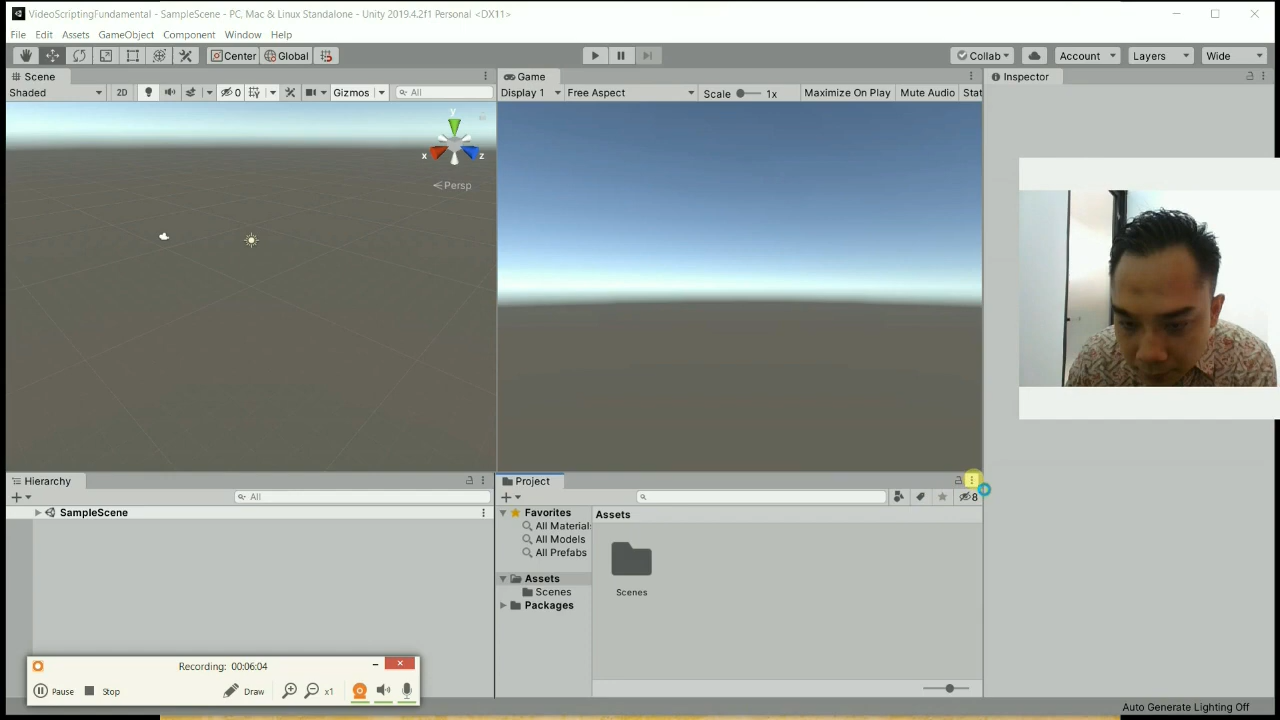 VideoScriptingFundamental - SampleScene - PC, Mac & Linux Standalone - Unity 2019.4.2f1 Personal <DX11>
File Edit Assets GameObject Component Window Help
Center Global Collab Account Layers Wide
Scene Game Inspector
Shaded 2D 0 Gizmos All Display 1 Free Aspect Scale 1x Maximize On Play Mute Audio Stat
y
x z
Persp
Hierarchy Project
All 8
SampleScene Favorites Assets
All Materials
All Models
All Prefabs
Assets
Scenes Scenes
Packages
Recording: 00:06:04
Pause Stop Draw x1
Auto Generate Lighting Off